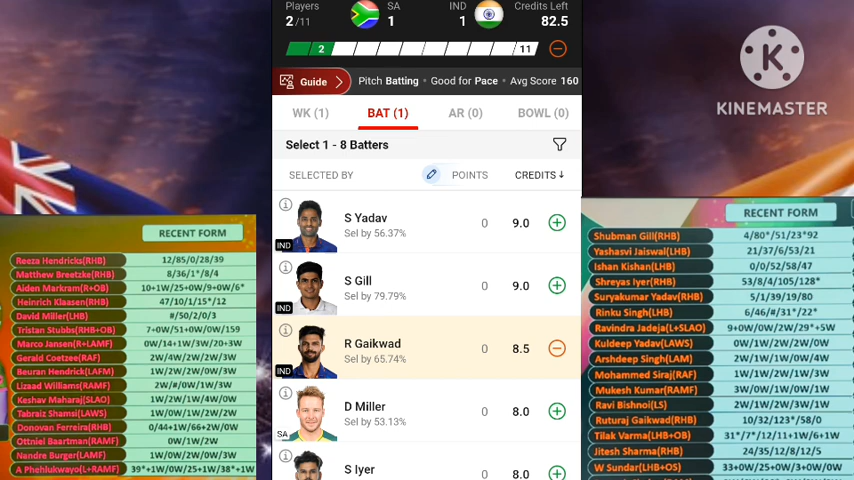 Players
SA
IND
Credits Left
2/11
1
1
82.5
2
11
Guide
Pitch Batting • Good for Pace • Avg Score 160
WK (1)
BAT (1)
AR (0)
BOWL (0)
Select 1 - 8 Batters
SELECTED BY
POINTS
CREDITS↓
S Yadav
Sel by 56.37%
0
9.0
IND
S Gill
Sel by 79.79%
0
9.0
IND
R Gaikwad
Sel by 65.74%
0
8.5
IND
D Miller
Sel by 53.13%
0
8.0
SA
S Iyer
0
8.0
KINEMASTER
RECENT FORM
Reeza Hendricks(RHB) 12/85/0/28/39
Matthew Breetzke(RHB) 8/36/1*/8/4
Aiden Markram(R+OB) 10+1W/25+0W/9+0W/6*
Heinrich Klaasen(RHB) 47/10/1/15*/12
David Miller(LHB) #/50/2/0/3
Tristan Stubbs(RHB+OB) 7+0W/51+0W/0W/159
Marco Jansen(R+LAMF) 0W/14+1W/3W/20+3W
Gerald Coetzee(RAF) 2W/4W/2W/2W/3W
Beuran Hendrick(LAFM) 1W/2W/2W/0W/3W
Lizaad Williams(RAMF) 2W/#/0W/1W/3W
Keshav Maharaj(SLAO) 1W/2W/1W/4W/0W
Tabraiz Shamsi(LAWS) 1W/0W/1W/2W/2W
Donovan Ferreira(RHB) 0/44+1W/66+2W/0W
Ottniel Baartman(RAMF) 0W/1W/2W
Nandre Burger(LAMF) 1W/0W/2W/0W/3W
A Phehlukwayo(L+RAMF) 39*+1W/0W/25+1W/38*+1W
RECENT FORM
Shubman Gill(RHB) 4/80*/51/23*92
Yashasvi Jaiswal(LHB) 21/37/6/53/21
Ishan Kishan(LHB) 0/0/52/58/47
Shreyas Iyer(RHB) 53/8/4/105/128*
Suryakumar Yadav(RHB) 5/1/39/19/80
Rinku Singh(LHB) 6/46/#/31*/22*
Ravindra Jadeja(L+SLAO) 9+0W/0W/2W/29*+5W
Kuldeep Yadav(LAWS) 0W/1W/2W/2W/0W
Arshdeep Singh(LAM) 2W/1W/1W/0W/4W
Mohammed Siraj(RAF) 1W/1W/1W/3W/1W
Mukesh Kumar(RAMF) 3W/0W/1W/0W/1W
Ravi Bishnoi(LS) 2W/1W/2W/3W/1W
Ruturaj Gaikwad(RHB) 10/32/123*/58/0
Tilak Varma(LHB+OB) 31*/7*/12/11+1W/6+1W
Jitesh Sharma(RHB) 24/35/12/8/12/5
W Sundar(LHB+OS) 33+0W/25+0W/3+0W/0W